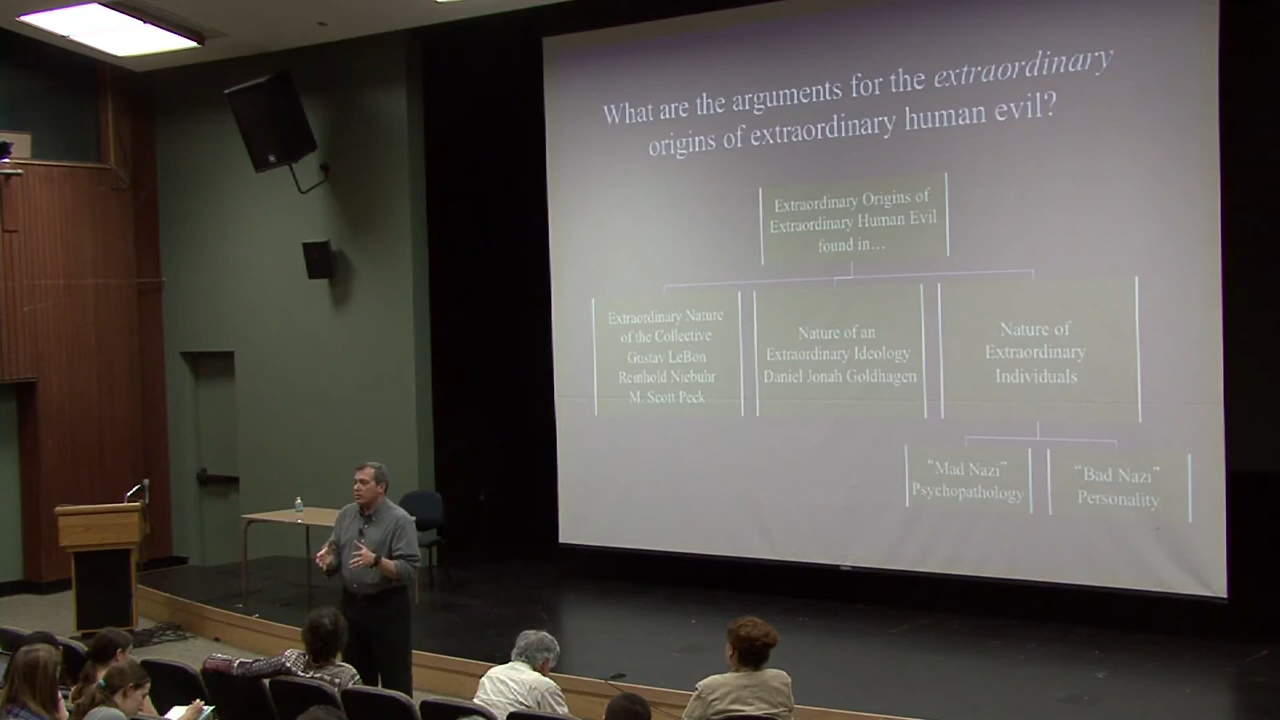 What are the arguments for the extraordinary
origins of extraordinary human evil?
Extraordinary Origins of
Extraordinary Human Evil
found in…
Extraordinary Nature
of the Collective
Gustav LeBon
Reinhold Niebuhr
M. Scott Peck
Nature of an
Extraordinary Ideology
Daniel Jonah Goldhagen
Nature of
Extraordinary
Individuals
“Mad Nazi”
Psychopathology
“Bad Nazi”
Personality